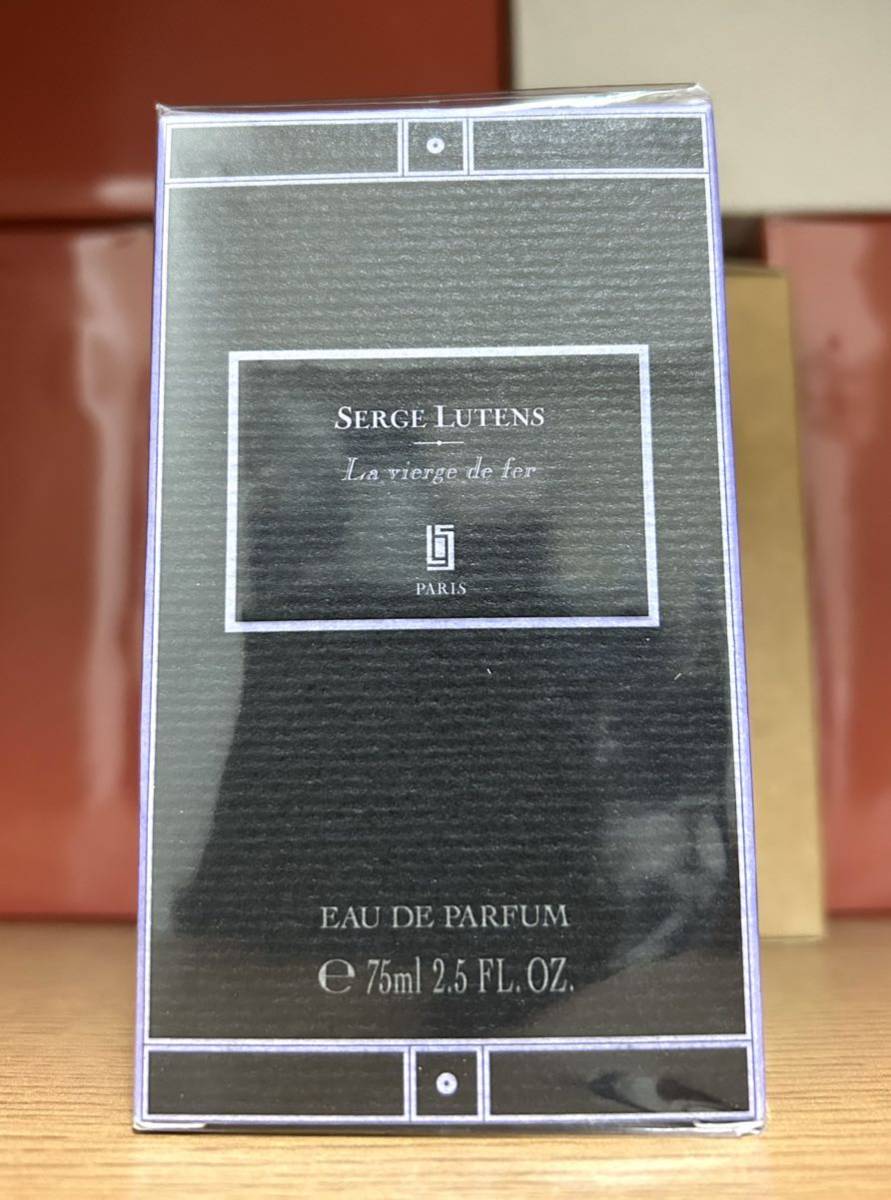 SERGE LUTENS
La vierge de fer
PARIS
EAU DE PARFUM
℮ 75ml 2.5 FL. OZ.